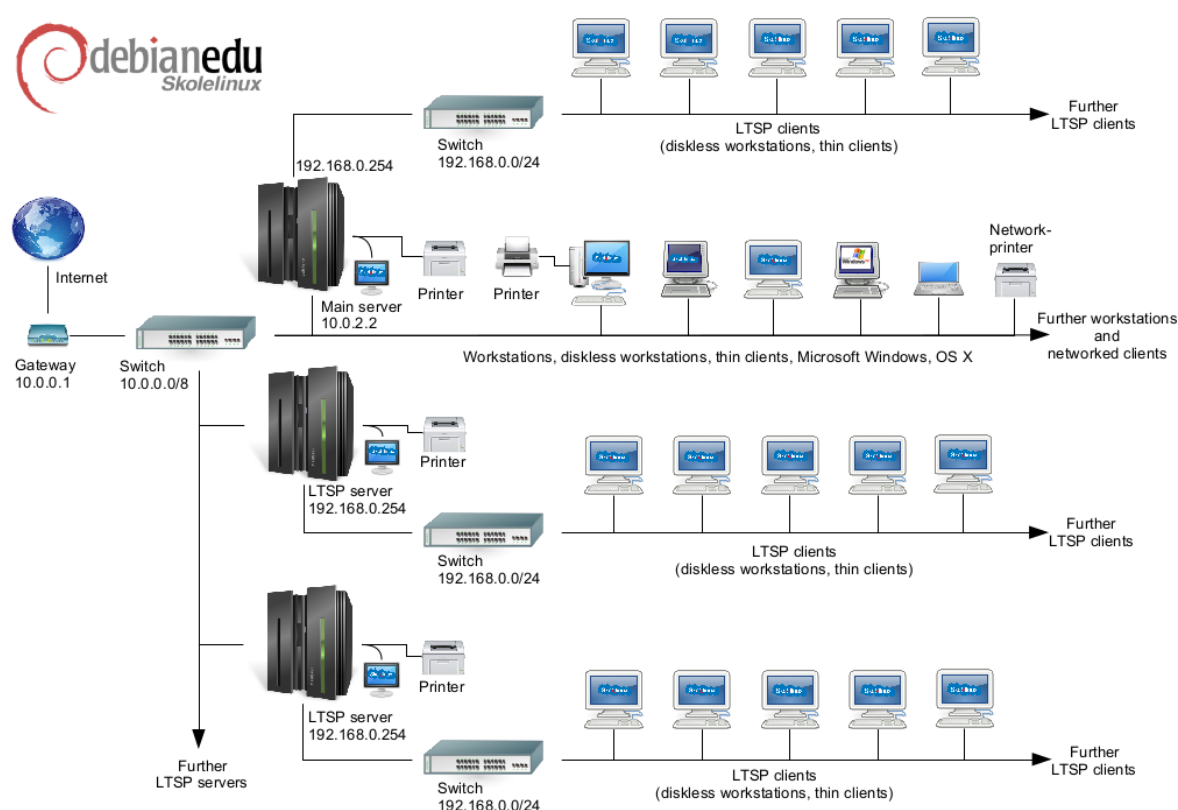 debianedu
Skolelinux
Switch
192.168.0.0/24
LTSP clients
(diskless workstations, thin clients)
Further
LTSP clients
192.168.0.254
Internet
Gateway
10.0.0.1
Switch
10.0.0.0/8
Main server
10.0.2.2
Printer
Printer
Windows
Network-
printer
Workstations, diskless workstations, thin clients, Microsoft Windows, OS X
Further workstations
and
networked clients
LTSP server
192.168.0.254
Printer
Switch
192.168.0.0/24
LTSP clients
(diskless workstations, thin clients)
Further
LTSP clients
LTSP server
192.168.0.254
Printer
Switch
192.168.0.0/24
LTSP clients
(diskless workstations, thin clients)
Further
LTSP clients
Further
LTSP servers